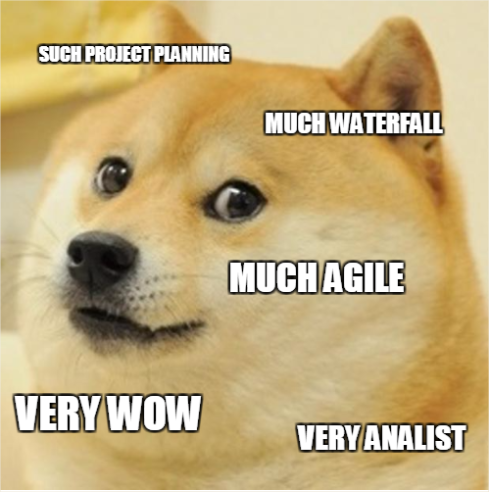 SUCH PROJECT PLANNING
MUCH WATERFALL
MUCH AGILE
VERY WOW
VERY ANALIST